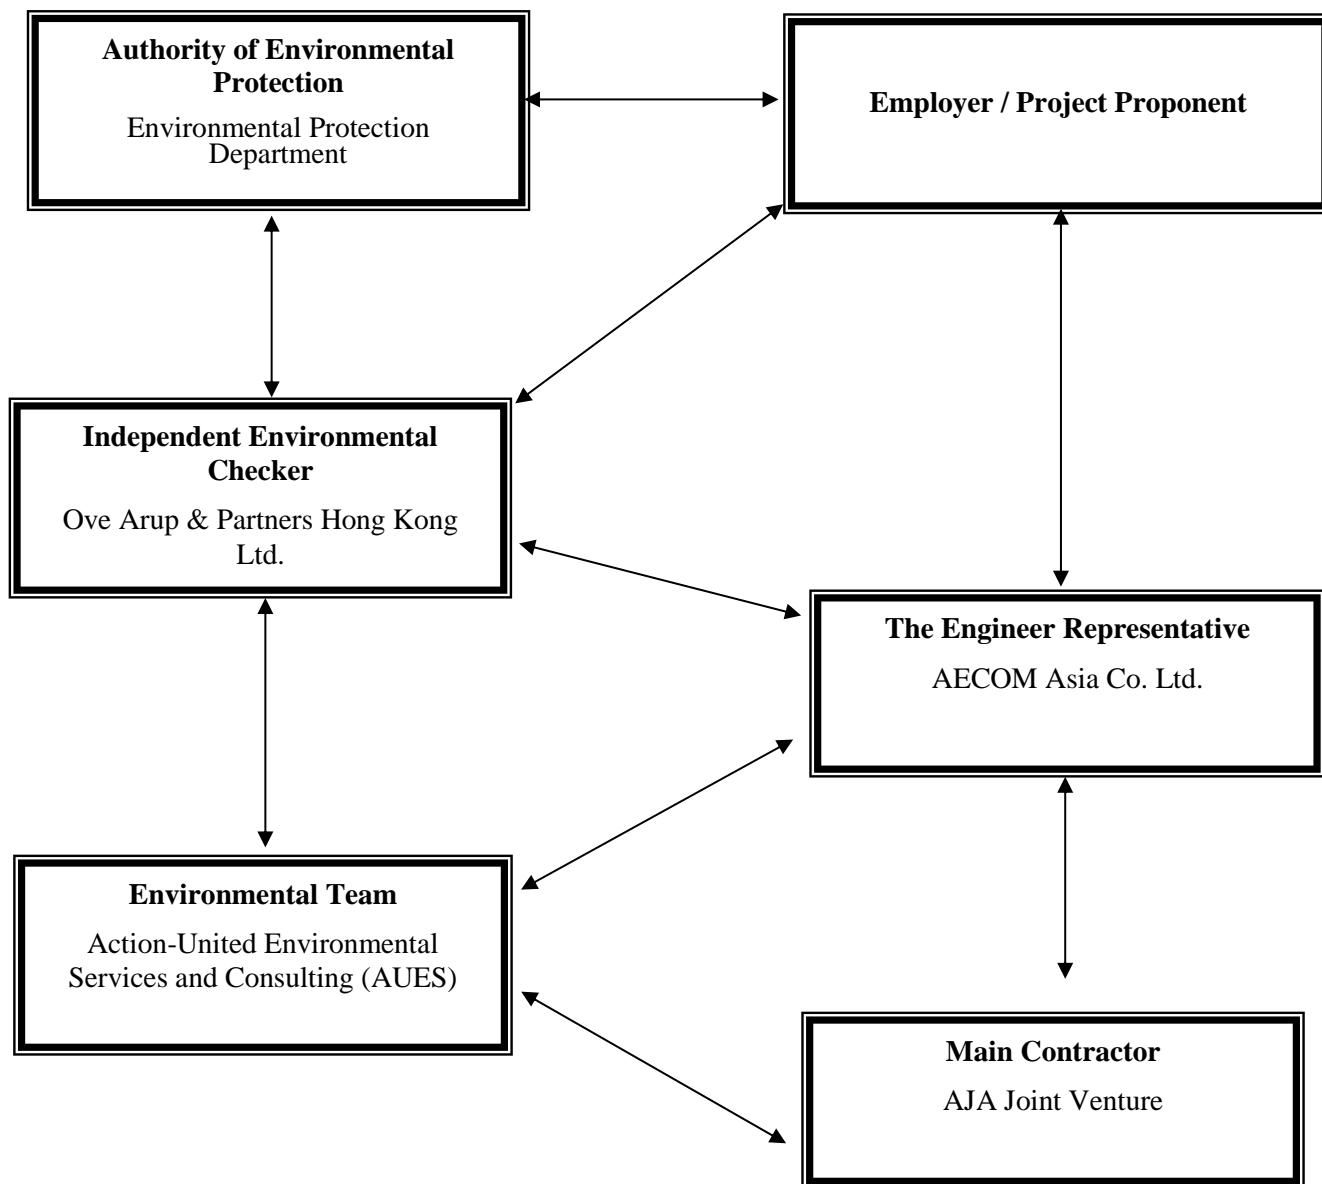 Authority of Environmental
Protection
Environmental Protection
Department
Employer / Project Proponent
Independent Environmental
Checker
Ove Arup & Partners Hong Kong
Ltd.
The Engineer Representative
AECOM Asia Co. Ltd.
Environmental Team
Action-United Environmental
Services and Consulting (AUES)
Main Contractor
AJA Joint Venture